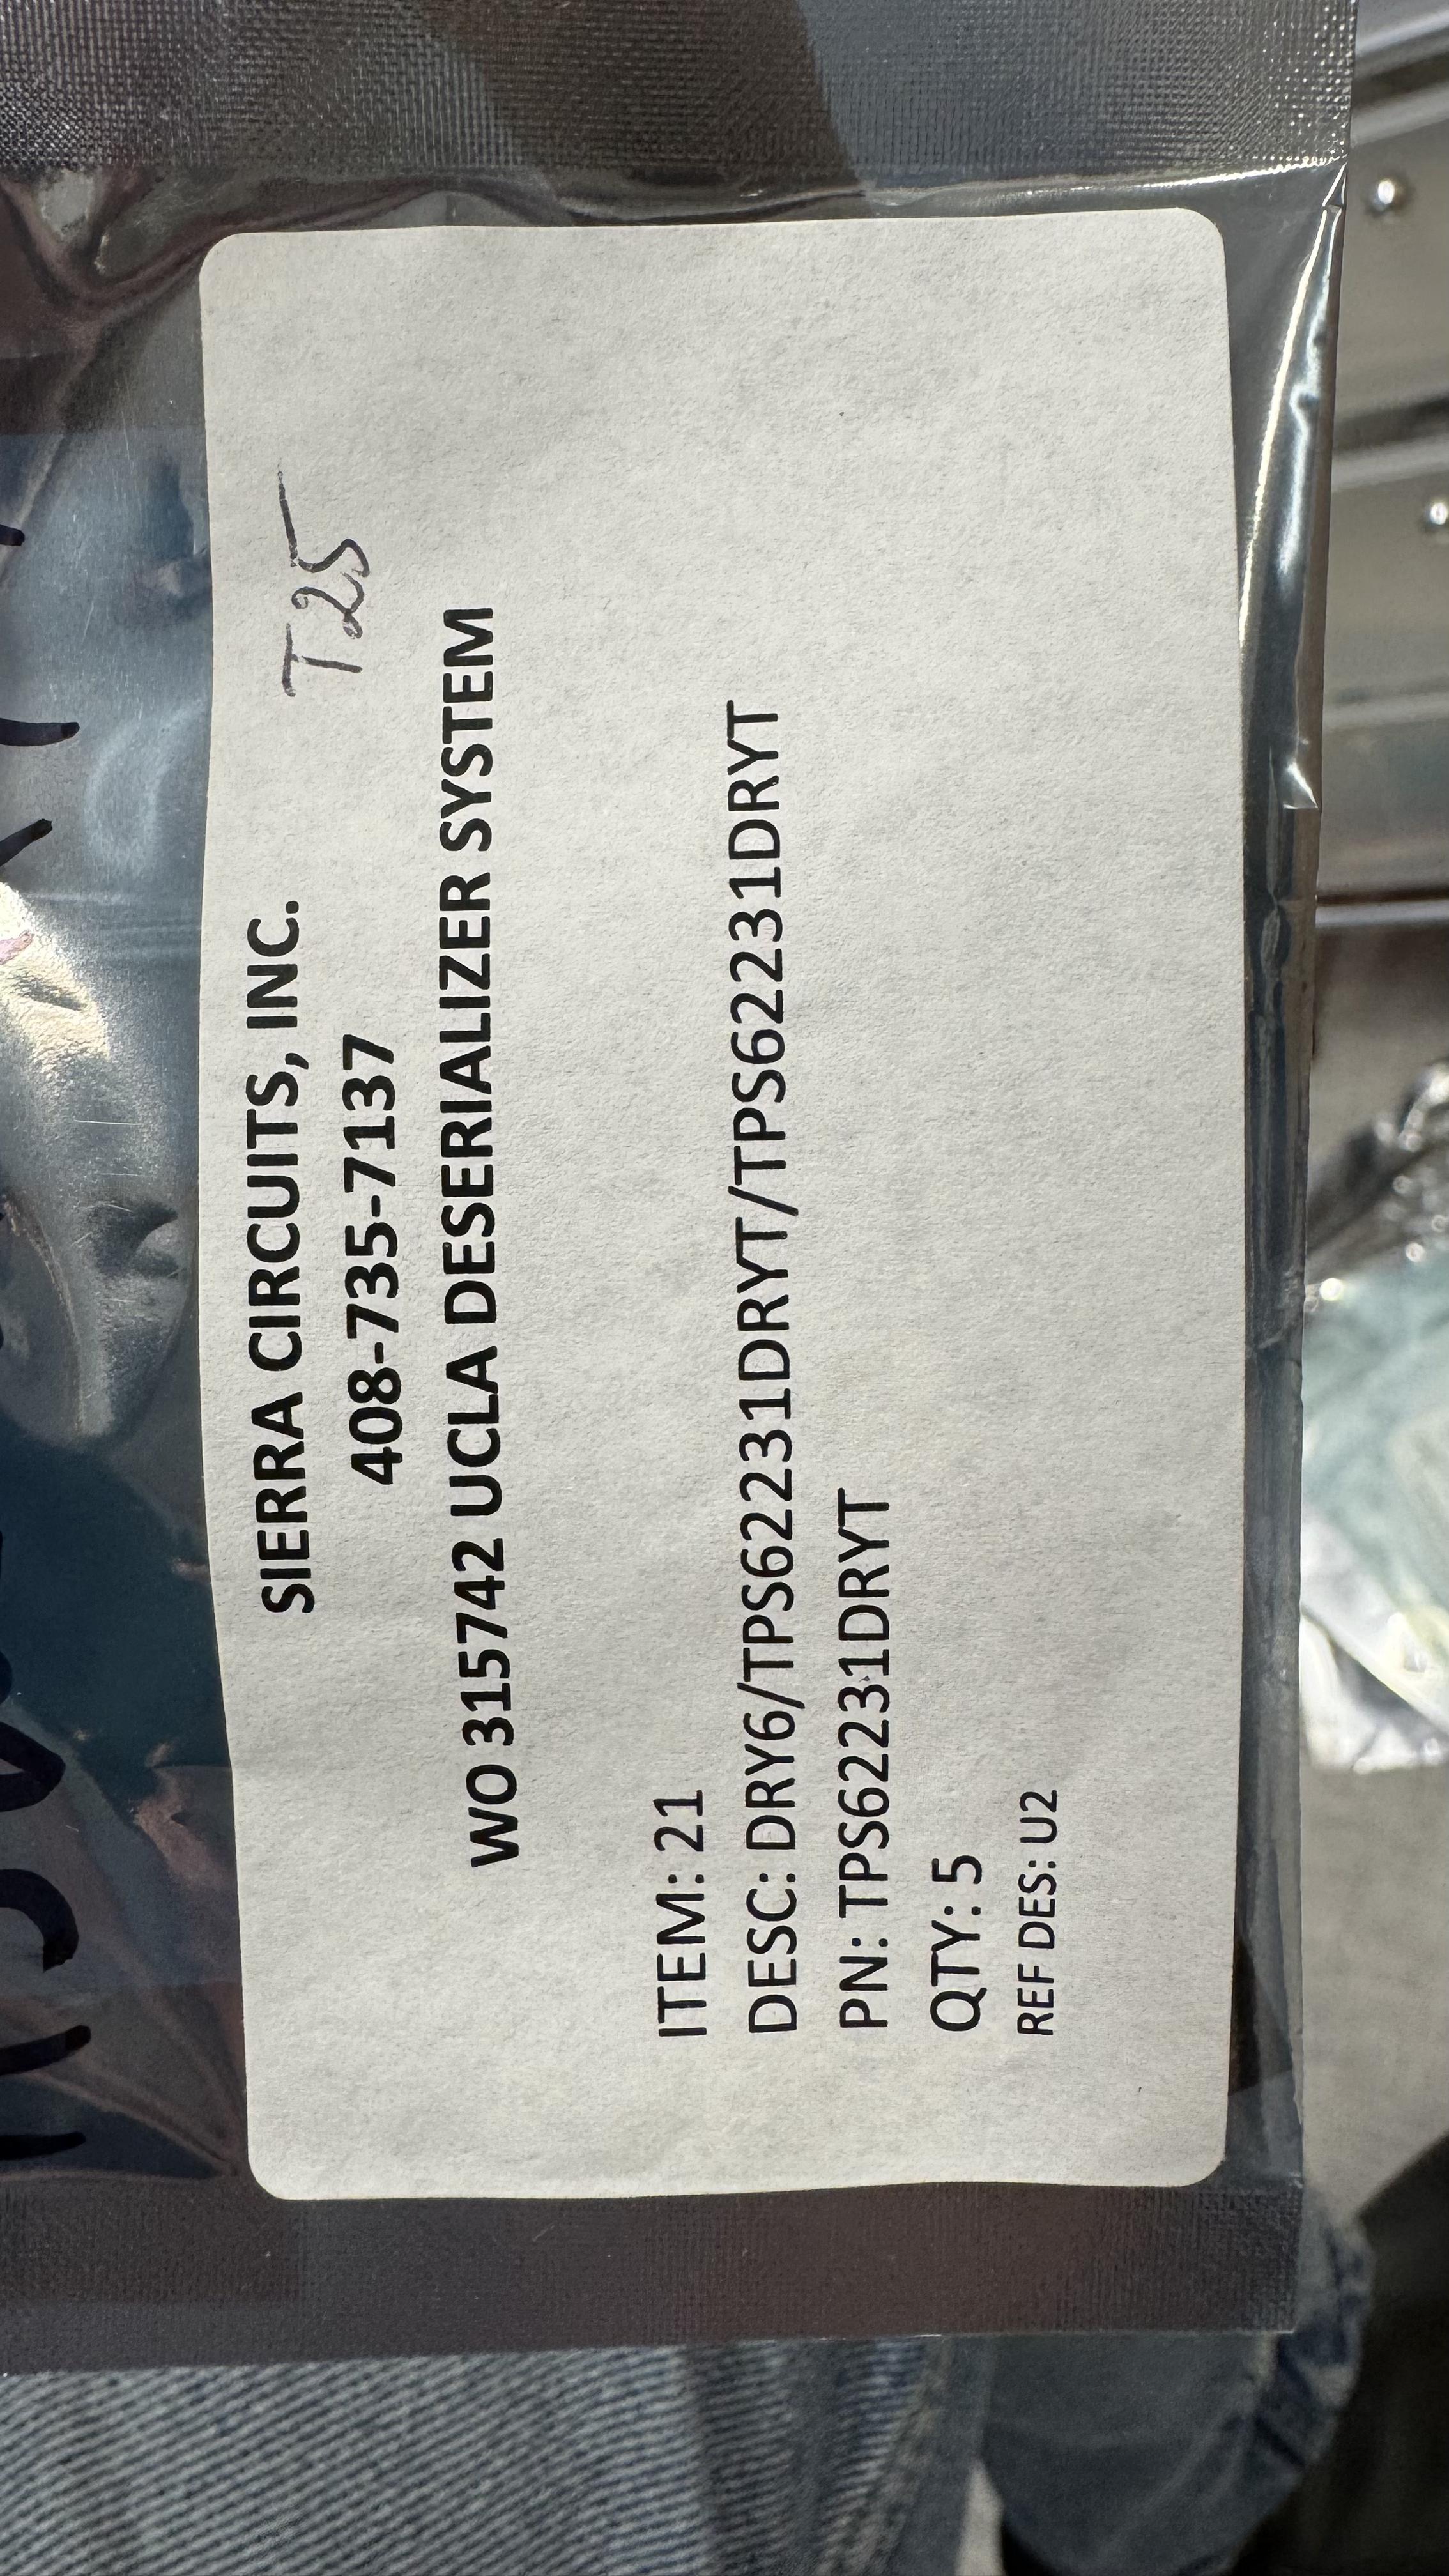 SIERRA CIRCUITS, INC.
T25
408-735-7137
WO 315742 UCLA DESERIALIZER SYSTEM
ITEM: 21
DESC: DRY6/TPS62231DRYT/TPS62231DRYT
PN: TPS62231DRYT
QTY: 5
REF DES: U2